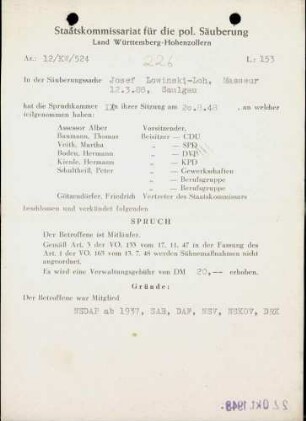 Staatskommissariat für die pol. Säuberung
Land Württemberg-Hohenzollern
Az.: 12/KV/524
226
L: 153
In der Säuberungssache Josef Lowinski-Loh, Masseur
12.3.88, Saulgau
hat die Spruchkammer ihrer Sitzung am 20.8.48 , an welcher
teilgenommen haben:
Assessor Alber Vorsitzender,
Baumann, Thomas Beisitzer — CDU
Veeth, Martha „ — SPD
Boden, Hermann „ — DVP
Kienle, Hermann „ — KPD
Schultheiß, Peter „ — Gewerkschaften
„ — Berufsgruppe
„ — Berufsgruppe
Götzendörfer, Friedrich Vertreter des Staatskommissars
beschlossen und verkündet folgenden
SPRUCH
Der Betroffene ist Mitläufer.
Gemäß Art. 3 der VO. 133 vom 17. 11. 47 in der Fassung des
Art. 1 der VO. 165 vom 13. 7. 48 werden Sühnemaßnahmen nicht
angeordnet.
Es wird eine Verwaltungsgebühr von DM 20,— erhoben.
Gründe:
Der Betroffene war Mitglied
NSDAP ab 1937, DAF, NSV, NSKOV, DRK
22. Okt. 1948